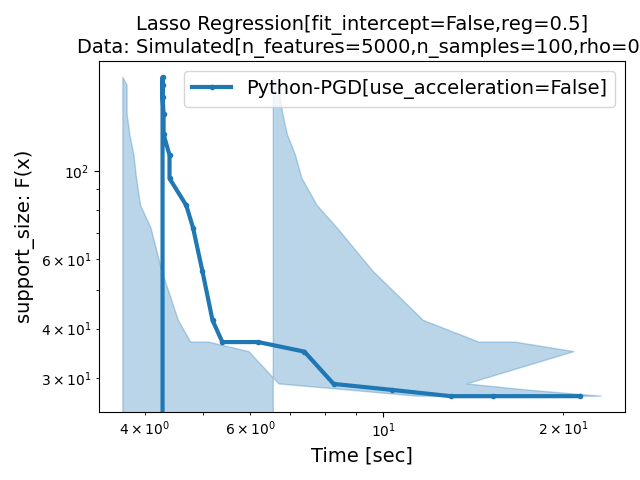 Lasso Regression[fit_intercept=False,reg=0.5]
Data: Simulated[n_features=5000,n_samples=100,rho=0
Python-PGD[use_acceleration=False]
support_size: F(x)
10²
6 × 10¹
4 × 10¹
3 × 10¹
4 × 10⁰
6 × 10⁰
10¹
2 × 10¹
Time [sec]